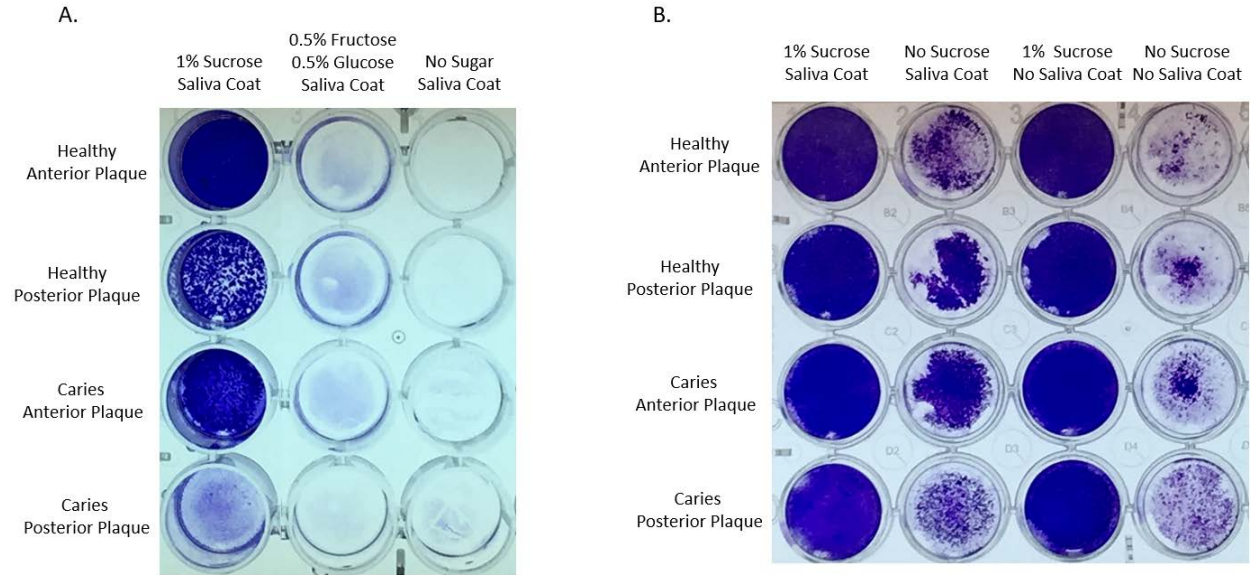 A.
1% Sucrose
Saliva Coat
0.5% Fructose
0.5% Glucose
Saliva Coat
No Sugar
Saliva Coat
Healthy
Anterior Plaque
Healthy
Posterior Plaque
Caries
Anterior Plaque
Caries
Posterior Plaque
B.
1% Sucrose
Saliva Coat
No Sucrose
Saliva Coat
1% Sucrose
No Saliva Coat
No Sucrose
No Saliva Coat
Healthy
Anterior Plaque
Healthy
Posterior Plaque
Caries
Anterior Plaque
Caries
Posterior Plaque
2
3
4
B2
B3
B4
C2
C3
D2
D3
D4